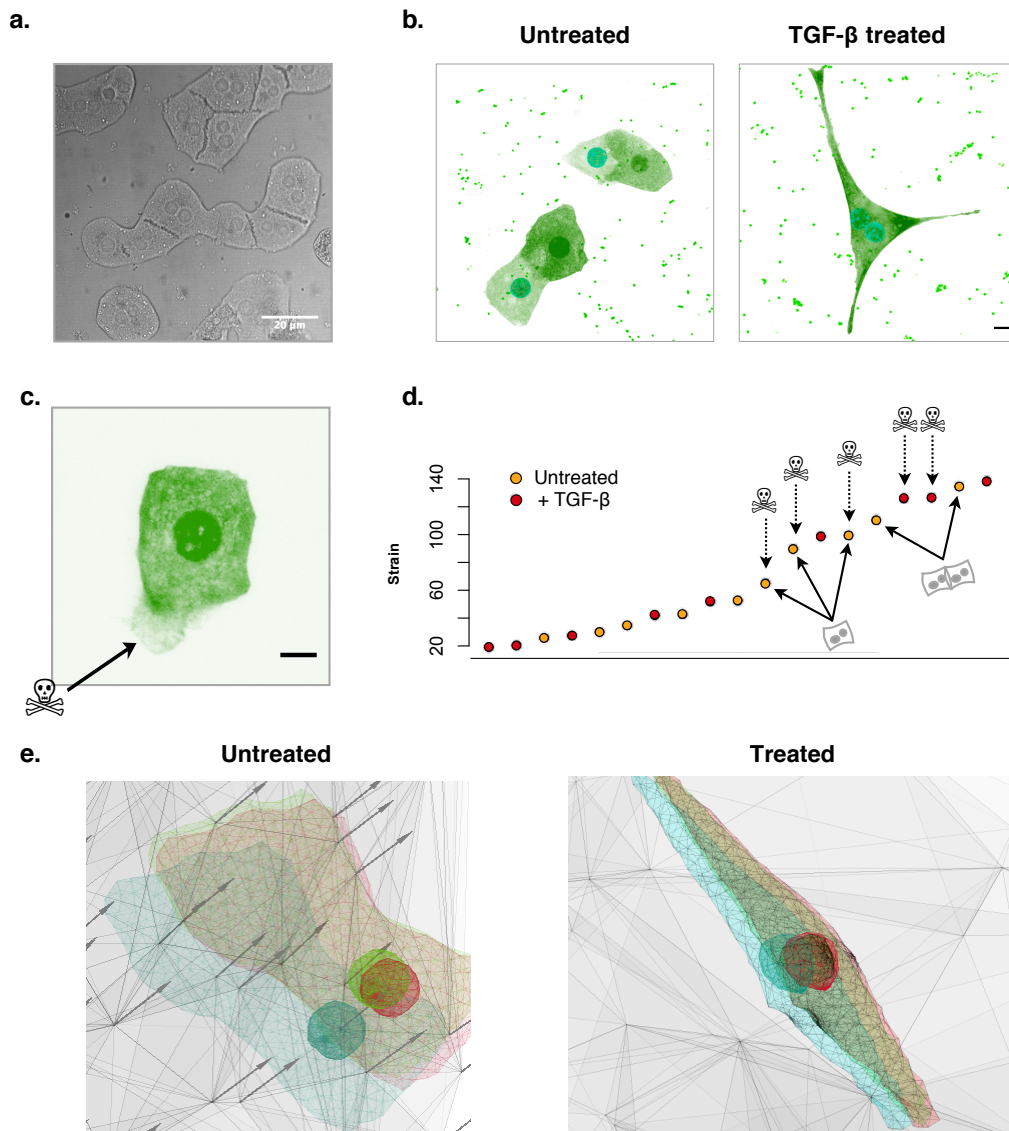 a.
b.
Untreated
TGF-β treated
20 μm
c.
d.
Untreated
+ TGF-β
Strain
140
100
60
20
e.
Untreated
Treated